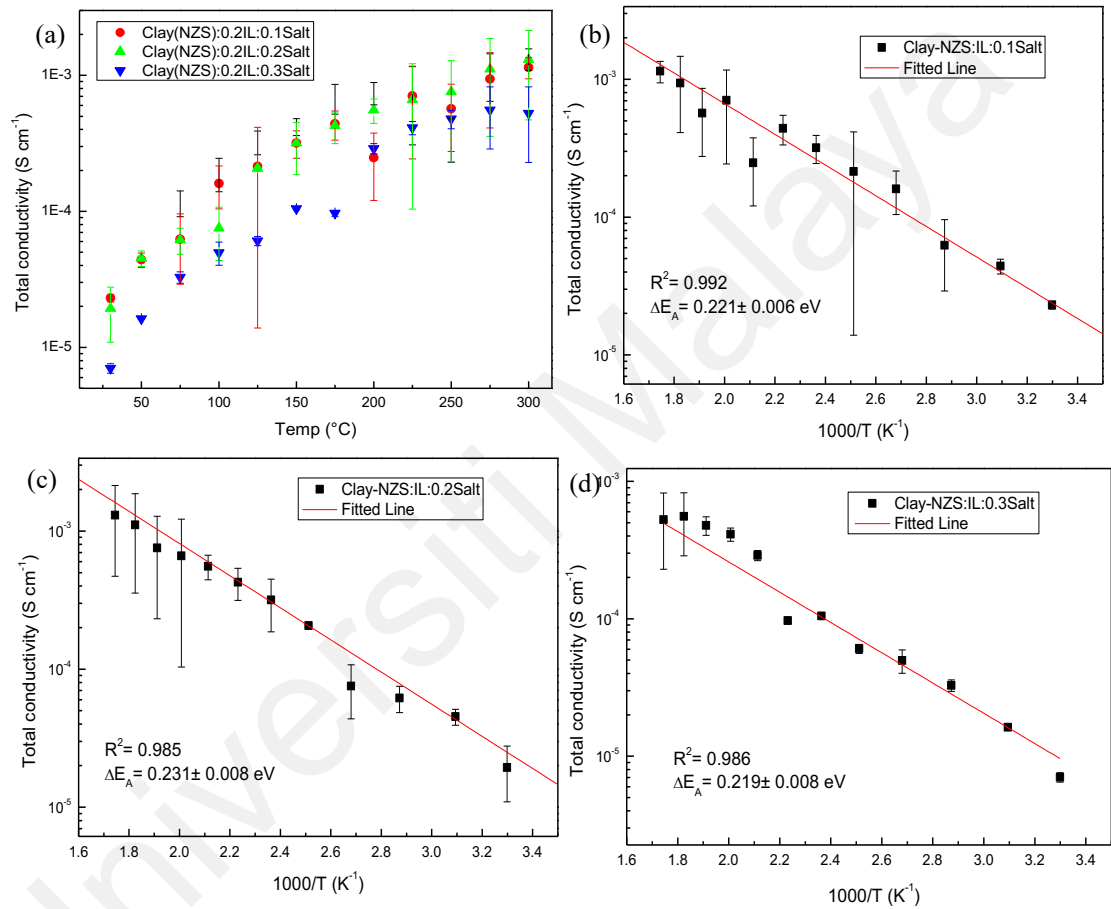 (a)
Clay(NZS):0.2IL:0.1Salt
Clay(NZS):0.2IL:0.2Salt
Clay(NZS):0.2IL:0.3Salt
1E-3
1E-4
1E-5
Total conductivity (S cm⁻¹)
50 100 150 200 250 300
Temp (°C)
(b)
Clay-NZS:IL:0.1Salt
Fitted Line
10⁻³
10⁻⁴
10⁻⁵
Total conductivity (S cm⁻¹)
R²= 0.992
ΔE_A= 0.221± 0.006 eV
1.6 1.8 2.0 2.2 2.4 2.6 2.8 3.0 3.2 3.4
1000/T (K⁻¹)
(c)
Clay-NZS:IL:0.2Salt
Fitted Line
10⁻³
10⁻⁴
10⁻⁵
Total conductivity (S cm⁻¹)
R²= 0.985
ΔE_A= 0.231± 0.008 eV
1.6 1.8 2.0 2.2 2.4 2.6 2.8 3.0 3.2 3.4
1000/T (K⁻¹)
(d)
Clay-NZS:IL:0.3Salt
Fitted Line
10⁻³
10⁻⁴
10⁻⁵
Total conductivity (S cm⁻¹)
R²= 0.986
ΔE_A= 0.219± 0.008 eV
1.6 1.8 2.0 2.2 2.4 2.6 2.8 3.0 3.2 3.4
1000/T (K⁻¹)
Universiti Malaya